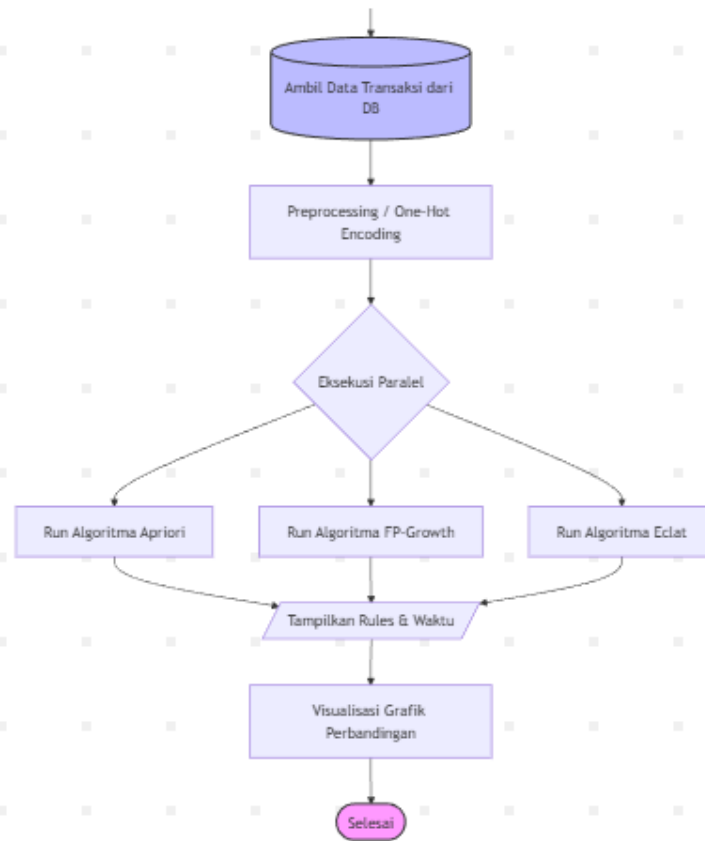 Ambil Data Transaksi dari
DB
Preprocessing / One-Hot
Encoding
Eksekusi Paralel
Run Algoritma Apriori
Run Algoritma FP-Growth
Run Algoritma Eclat
Tampilkan Rules & Waktu
Visualisasi Grafik
Perbandingan
Selesai